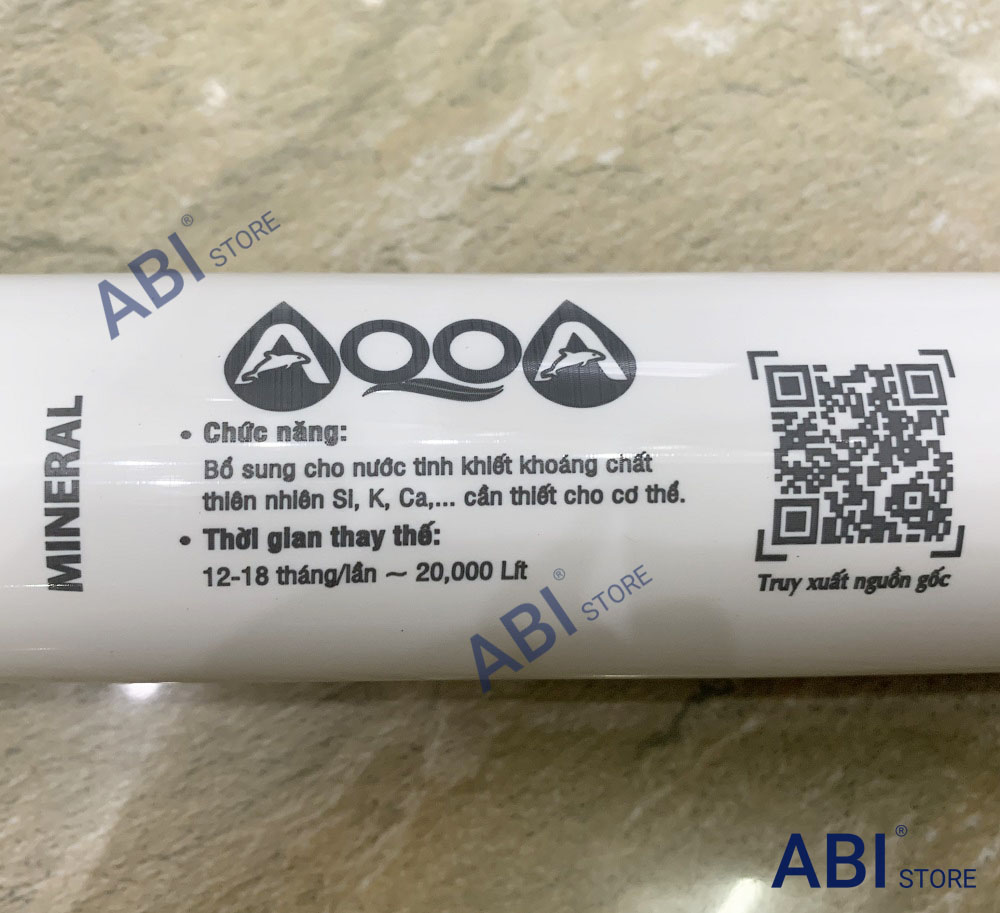 ABI® STORE
AQOA
MINERAL
• Chức năng:
Bổ sung cho nước tinh khiết khoáng chất
thiên nhiên Si, K, Ca,... cần thiết cho cơ thể.
• Thời gian thay thế:
12-18 tháng/lần ~ 20,000 Lít
Truy xuất nguồn gốc
ABI® STORE
ABI® STORE